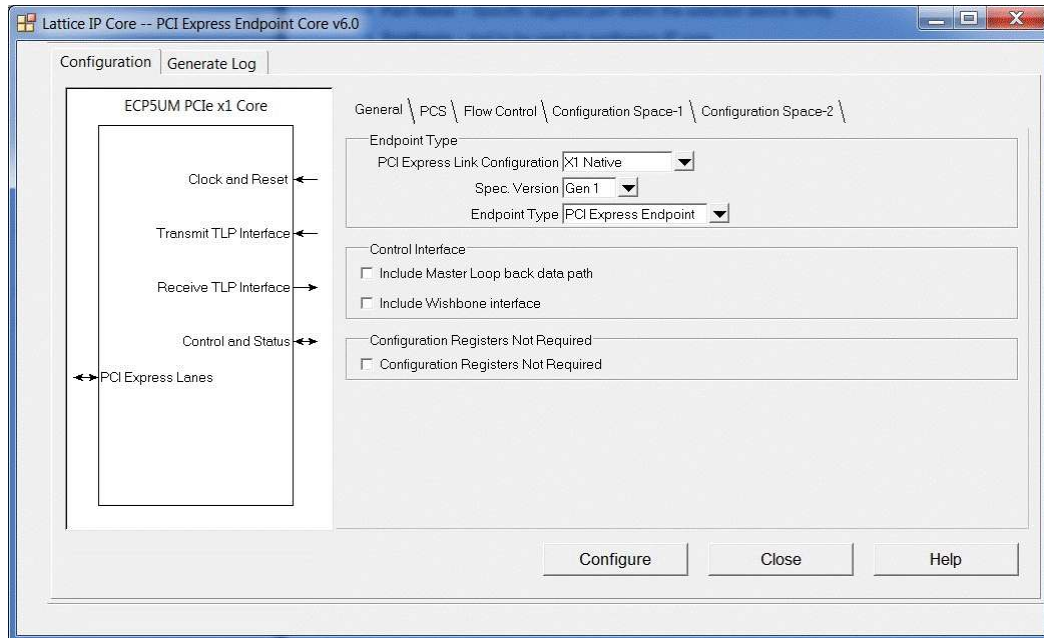 Lattice IP Core -- PCI Express Endpoint Core v6.0
Configuration
Generate Log
ECP5UM PCIe x1 Core
Clock and Reset
Transmit TLP Interface
Receive TLP Interface
Control and Status
PCI Express Lanes
General
PCS
Flow Control
Configuration Space-1
Configuration Space-2
Endpoint Type
PCI Express Link Configuration X1 Native
Spec. Version Gen 1
Endpoint Type PCI Express Endpoint
Control Interface
Include Master Loop back data path
Include Wishbone interface
Configuration Registers Not Required
Configuration Registers Not Required
Configure
Close
Help